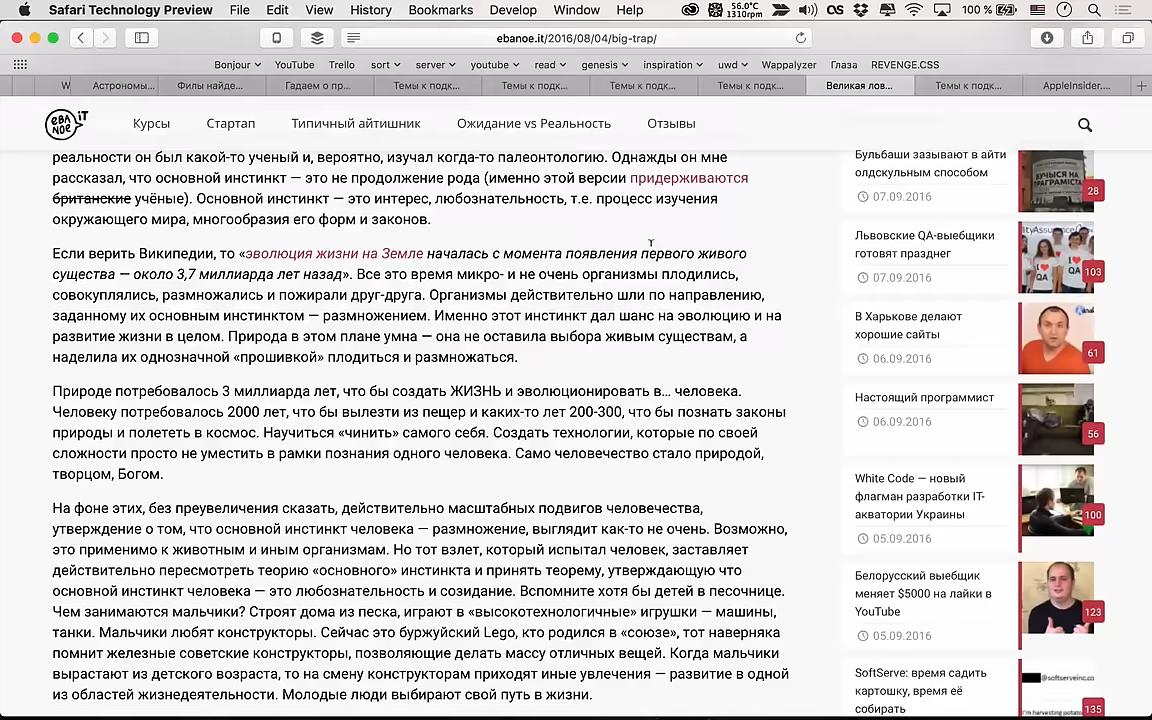 Safari Technology Preview File Edit View History Bookmarks Develop Window Help 56.0°C 1310rpm 100 %
ebanoe.it/2016/08/04/big-trap/
Bonjour YouTube Trello sort server youtube read genesis inspiration uwd Wappalyzer Глаза REVENGE.CSS
W Астрономы... Филы найде... Гадаем о пр... Темы к подк... Темы к подк... Темы к подк... Темы к подк... Великая лов... Темы к подк... AppleInsider....
ЕВА НОЕ iT Курсы Стартап Типичный айтишник Ожидание vs Реальность Отзывы
реальности он был какой-то ученый и, вероятно, изучал когда-то палеонтологию. Однажды он мне
рассказал, что основной инстинкт — это не продолжение рода (именно этой версии придерживаются
британские учёные). Основной инстинкт — это интерес, любознательность, т.е. процесс изучения
окружающего мира, многообразия его форм и законов.
Если верить Википедии, то «эволюция жизни на Земле началась с момента появления первого живого
существа — около 3,7 миллиарда лет назад». Все это время микро- и не очень организмы плодились,
совокуплялись, размножались и пожирали друг-друга. Организмы действительно шли по направлению,
заданному их основным инстинктом — размножением. Именно этот инстинкт дал шанс на эволюцию и на
развитие жизни в целом. Природа в этом плане умна — она не оставила выбора живым существам, а
наделила их однозначной «прошивкой» плодиться и размножаться.
Природе потребовалось 3 миллиарда лет, что бы создать ЖИЗНЬ и эволюционировать в... человека.
Человеку потребовалось 2000 лет, что бы вылезти из пещер и каких-то лет 200-300, что бы познать законы
природы и полететь в космос. Научиться «чинить» самого себя. Создать технологии, которые по своей
сложности просто не уместить в рамки познания одного человека. Само человечество стало природой,
творцом, Богом.
На фоне этих, без преувеличения сказать, действительно масштабных подвигов человечества,
утверждение о том, что основной инстинкт человека — размножение, выглядит как-то не очень. Возможно,
это применимо к животным и иным организмам. Но тот взлет, который испытал человек, заставляет
действительно пересмотреть теорию «основного» инстинкта и принять теорему, утверждающую что
основной инстинкт человека — это любознательность и созидание. Вспомните хотя бы детей в песочнице.
Чем занимаются мальчики? Строят дома из песка, играют в «высокотехнологичные» игрушки — машины,
танки. Мальчики любят конструкторы. Сейчас это буржуйский Lego, кто родился в «союзе», тот наверняка
помнит железные советские конструкторы, позволяющие делать массу отличных вещей. Когда мальчики
вырастают из детского возраста, то на смену конструкторам приходят иные увлечения — развитие в одной
из областей жизнедеятельности. Молодые люди выбирают свой путь в жизни.
Бульбаши зазывают в айти
олдскульным способом
07.09.2016
28
Львовские QA-выебщики
готовят празднег
07.09.2016
103
В Харькове делают
хорошие сайты
06.09.2016
61
Настоящий программист
06.09.2016
56
White Code — новый
флагман разработки IT-
акватории Украины
05.09.2016
100
Белорусский выебщик
меняет $5000 на лайки в
YouTube
05.09.2016
123
SoftServe: время садить
картошку, время её
собирать
@softserveinc.co
135